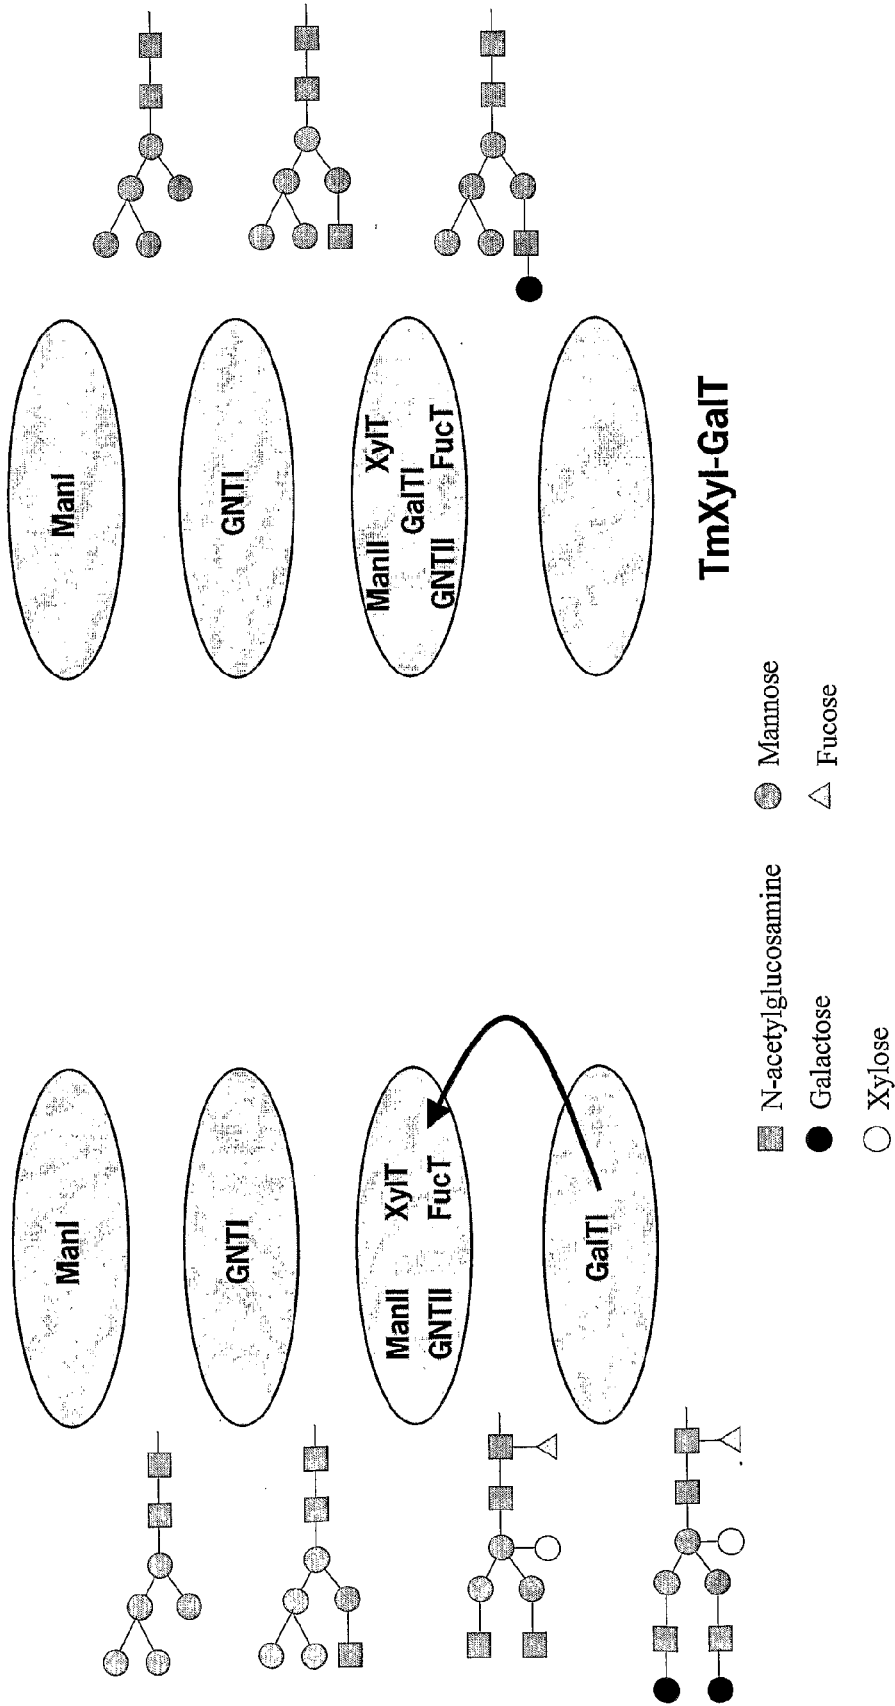 ManI
GNTI
ManII XylT
GNTII FucT
GalTI
ManI
GNTI
ManII XylT
GalTI
GNTII FucT
TmXyl-GalT
N-acetylglucosamine
Mannose
Galactose
Fucose
Xylose